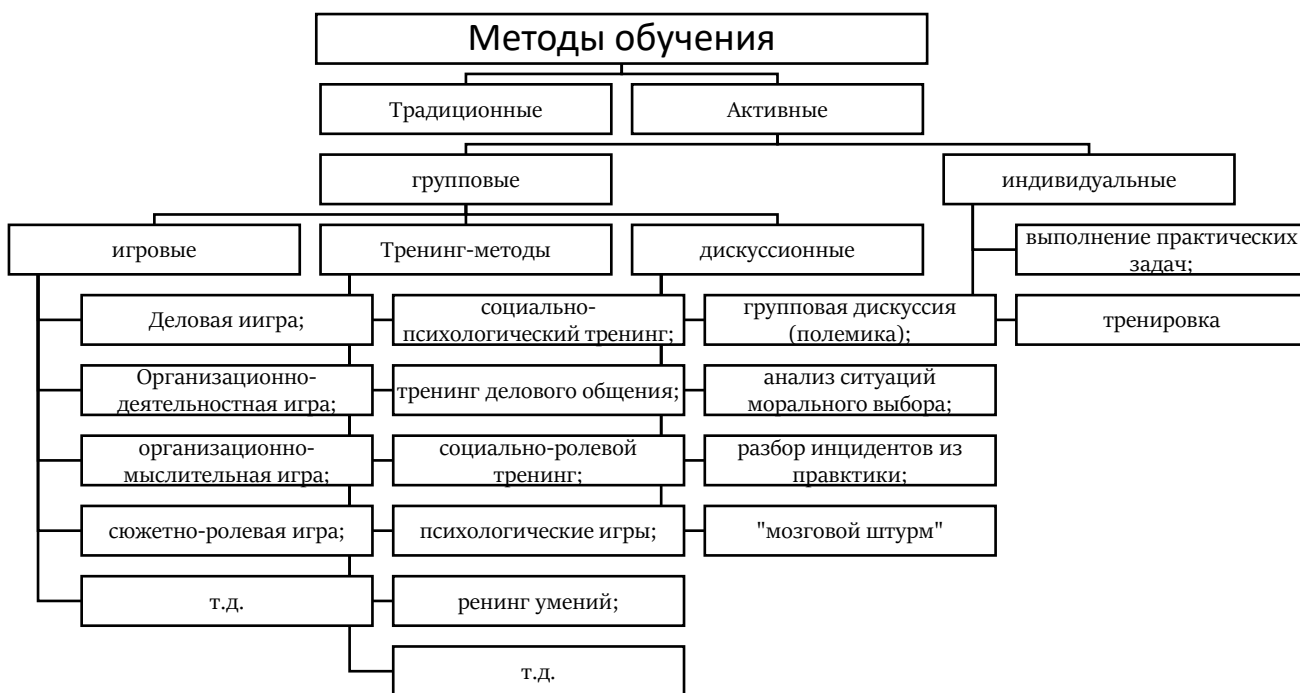 Методы обучения
Традиционные
Активные
групповые
индивидуальные
игровые
Тренинг-методы
дискуссионные
выполнение практических
задач;
Деловая иигра;
социально-
психологический тренинг;
групповая дискуссия
(полемика);
тренировка
Организационно-
деятельностная игра;
тренинг делового общения;
анализ ситуаций
морального выбора;
организационно-
мыслительная игра;
социально-ролевой
тренинг;
разбор инцидентов из
правктики;
сюжетно-ролевая игра;
психологические игры;
"мозговой штурм"
т.д.
ренинг умений;
т.д.